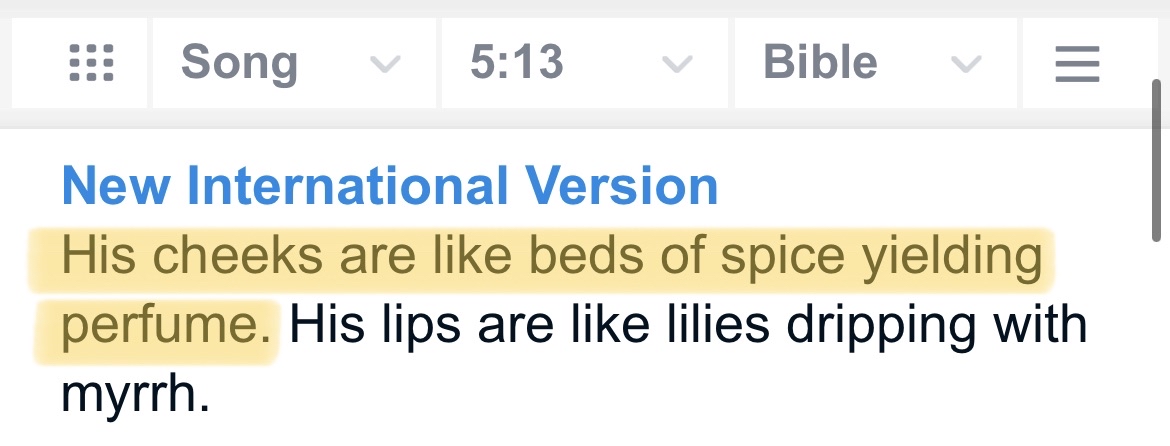 Song 5:13 Bible
New International Version
His cheeks are like beds of spice yielding
perfume. His lips are like lilies dripping with
myrrh.